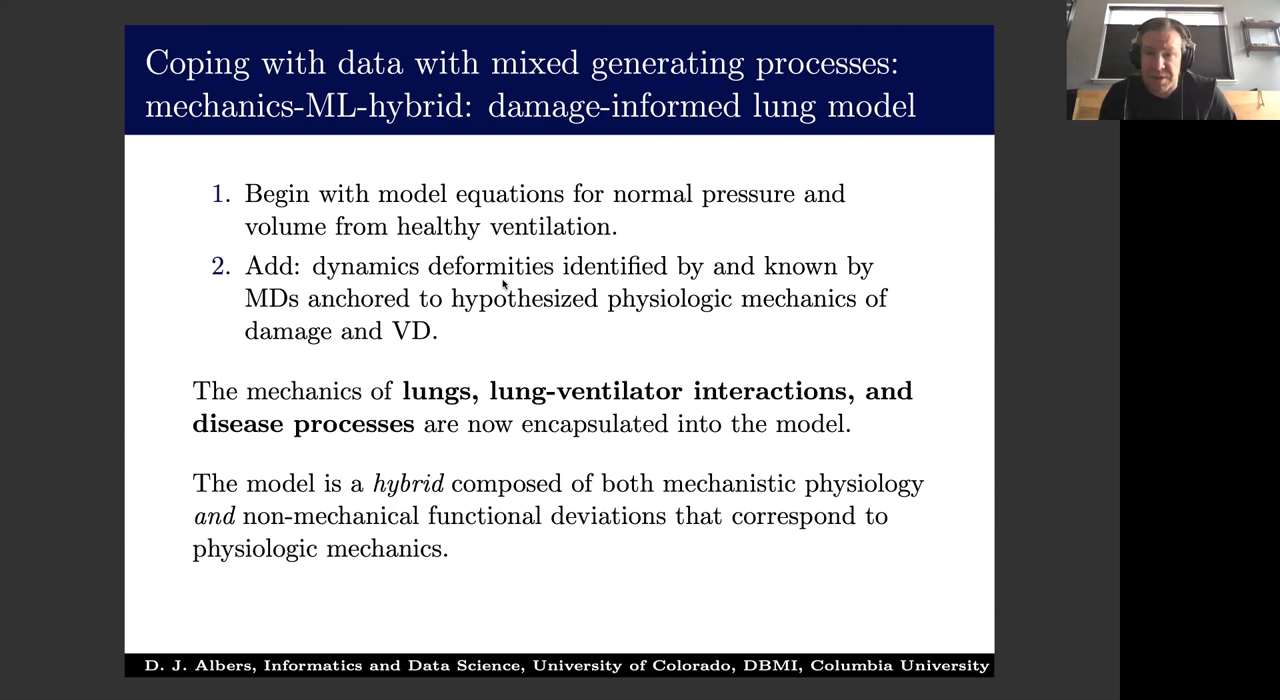 Coping with data with mixed generating processes:
mechanics-ML-hybrid: damage-informed lung model
1. Begin with model equations for normal pressure and
volume from healthy ventilation.
2. Add: dynamics deformities identified by and known by
MDs anchored to hypothesized physiologic mechanics of
damage and VD.
The mechanics of lungs, lung-ventilator interactions, and
disease processes are now encapsulated into the model.
The model is a hybrid composed of both mechanistic physiology
and non-mechanical functional deviations that correspond to
physiologic mechanics.
D. J. Albers, Informatics and Data Science, University of Colorado, DBMI, Columbia University